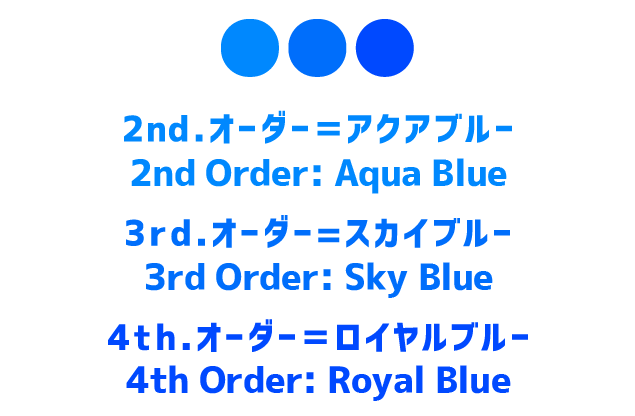 2nd.オーダー＝アクアブルー
2nd Order: Aqua Blue
3rd.オーダー=スカイブルー
3rd Order: Sky Blue
4th.オーダー＝ロイヤルブルー
4th Order: Royal Blue